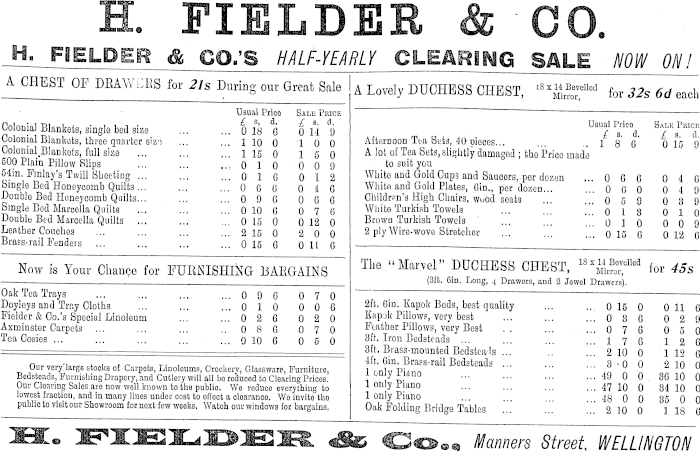 H. FIELDER & CO.
H. FIELDER & CO.'S HALF-YEARLY CLEARING SALE NOW ON!
A CHEST OF DRAWERS for 21s During our Great Sale
Usual Price SALE PRICE
£ s. d. £ s. d.
Colonial Blankets, single bed size ... ... 0 18 6 0 14 9
Colonial Blankets, three quarter size ... 1 10 0 1 0 0
Colonial Blankets, full size ... ... ... 1 15 0 1 5 0
500 Plain Pillow Slips ... ... ... 0 1 0 0 0 9
54in. Finlay's Twill Sheeting ... ... ... 0 1 6 0 1 2
Single Bed Honeycomb Quilts ... ... ... 0 6 6 0 4 6
Double Bed Honeycomb Quilts ... ... ... 0 9 6 0 6 6
Single Bed Marcella Quilts ... ... ... 0 10 6 0 7 6
Double Bed Marcella Quilts ... ... ... 0 15 0 0 12 0
Leather Couches ... ... ... ... 2 15 0 2 0 0
Brass-rail Fenders ... ... ... ... 0 15 6 0 11 6
Now is Your Chance for FURNISHING BARGAINS
Oak Tea Trays ... ... ... ... 0 9 6 0 7 0
Doyleys and Tray Cloths ... ... ... 0 1 0 0 0 6
Fielder & Co.'s Special Linoleum ... ... 0 2 6 0 2 0
Axminster Carpets ... ... ... ... 0 8 6 0 7 0
Tea Cosies ... ... ... ... ... 0 10 6 0 5 0
Our very large stocks of Carpets, Linoleums, Crockery, Glassware, Furniture,
Bedsteads, Furnishing Drapery, and Cutlery will all be reduced to Clearing Prices.
Our Clearing Sales are now well known to the public. We reduce everything to
lowest fraction, and in many lines under cost to effect a clearance. We invite the
public to visit our Showroom for next few weeks. Watch our windows for bargains.
A Lovely DUCHESS CHEST, 18 x 14 Bevelled Mirror, for 32s 6d each
Usual Price SALE PRICE
£ s. d. £ s. d.
Afternoon Tea Sets, 40 pieces... ... ... 1 8 6 0 15 9
A lot of Tea Sets, slightly damaged; the Price made
to suit you
White and Gold Cups and Saucers, per dozen ... 0 6 6 0 4 6
White and Gold Plates, 6in., per dozen... ... 0 6 0 0 4 9
Children's High Chairs, wood seats ... ... 0 5 9 0 3 9
White Turkish Towels ... ... ... 0 1 3 0 1 0
Brown Turkish Towels ... ... ... 0 1 0 0 0 9
2 ply Wire-wove Stretcher ... ... ... 0 15 6 0 12 6
The "Marvel" DUCHESS CHEST, 18 x 14 Bevelled Mirror, for 45s
(3ft. 6in. Long, 4 Drawers, and 2 Jewel Drawers).
2ft. 6in. Kapok Beds, best quality ... ... 0 15 0 0 11 6
Kapok Pillows, very best ... ... ... 0 3 6 0 2 9
Feather Pillows, very Best ... ... ... 0 7 6 0 5 0
3ft. Iron Bedsteads ... ... ... ... 1 7 6 1 2 6
3ft. Brass-mounted Bedsteads ... ... ... 2 10 0 1 12
4ft. 6in. Brass-rail Bedsteads ... ... ... 3 0 0 2 10 0
1 only Piano ... ... ... ... 49 0 0 36 10 0
1 only Piano ... ... ... ... 47 10 0 34 10 0
1 only Piano ... ... ... ... 48 0 0 35 0 0
Oak Folding Bridge Tables ... ... ... 2 10 0 1 18 6
H. FIELDER & Co., Manners Street, WELLINGTON